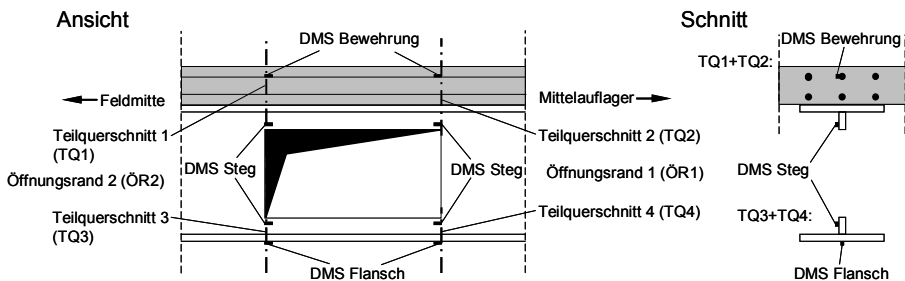 Ansicht
Schnitt
DMS Bewehrung
DMS Bewehrung
TQ1+TQ2:
Feldmitte
Mittelauflager
Teilquerschnitt 1
(TQ1)
Teilquerschnitt 2 (TQ2)
DMS Steg
DMS Steg
DMS Steg
Öffnungsrand 2 (ÖR2)
Öffnungsrand 1 (ÖR1)
Teilquerschnitt 3
(TQ3)
Teilquerschnitt 4 (TQ4)
TQ3+TQ4:
DMS Flansch
DMS Flansch